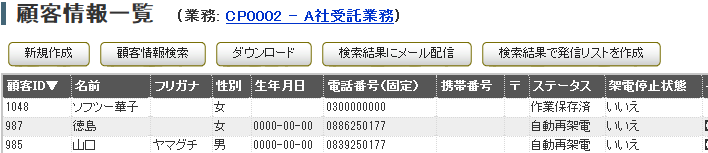 顧客情報一覧 (業務: CP0002 - A社受託業務)
新規作成 顧客情報検索 ダウンロード 検索結果にメール配信 検索結果で発信リストを作成
顧客ID▼ 名前 フリガナ 性別 生年月日 電話番号(固定) 携帯番号 〒 ステータス 架電停止状態
1048 ソフツー華子 女 0300000000 作業保存済 いいえ
987 徳島 女 0000-00-00 0886250177 自動再架電 いいえ
985 山口 ヤマグチ 男 0000-00-00 0839250177 自動再架電 いいえ